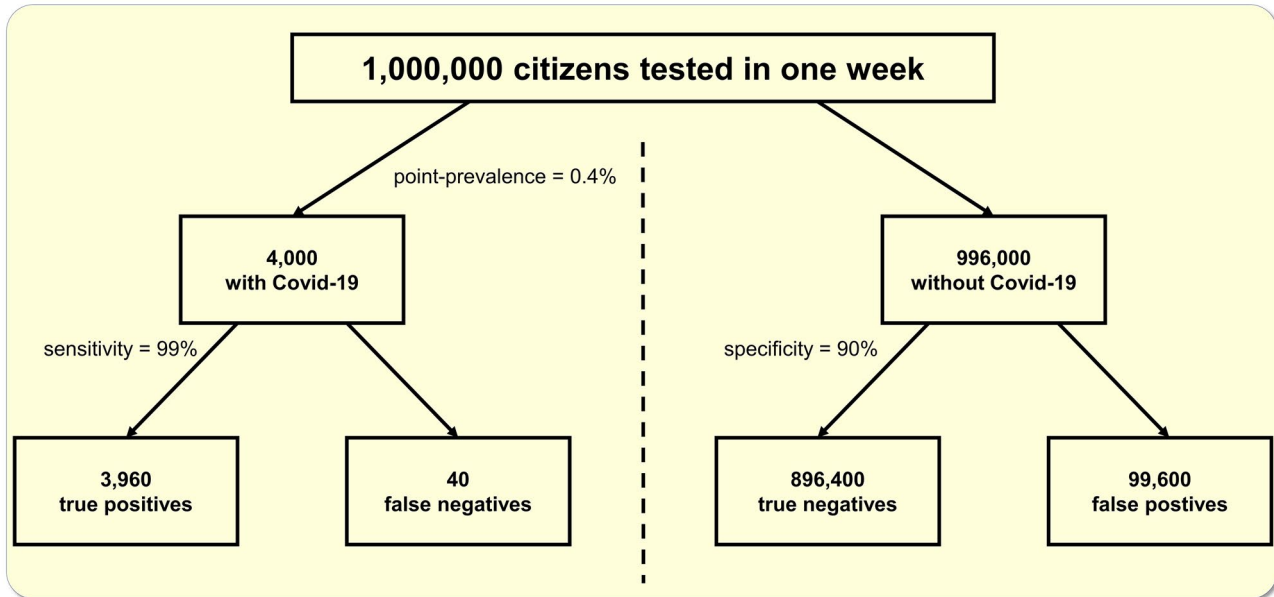 1,000,000 citizens tested in one week
point-prevalence = 0.4%
4,000
with Covid-19
996,000
without Covid-19
sensitivity = 99%
specificity = 90%
3,960
true positives
40
false negatives
896,400
true negatives
99,600
false postives